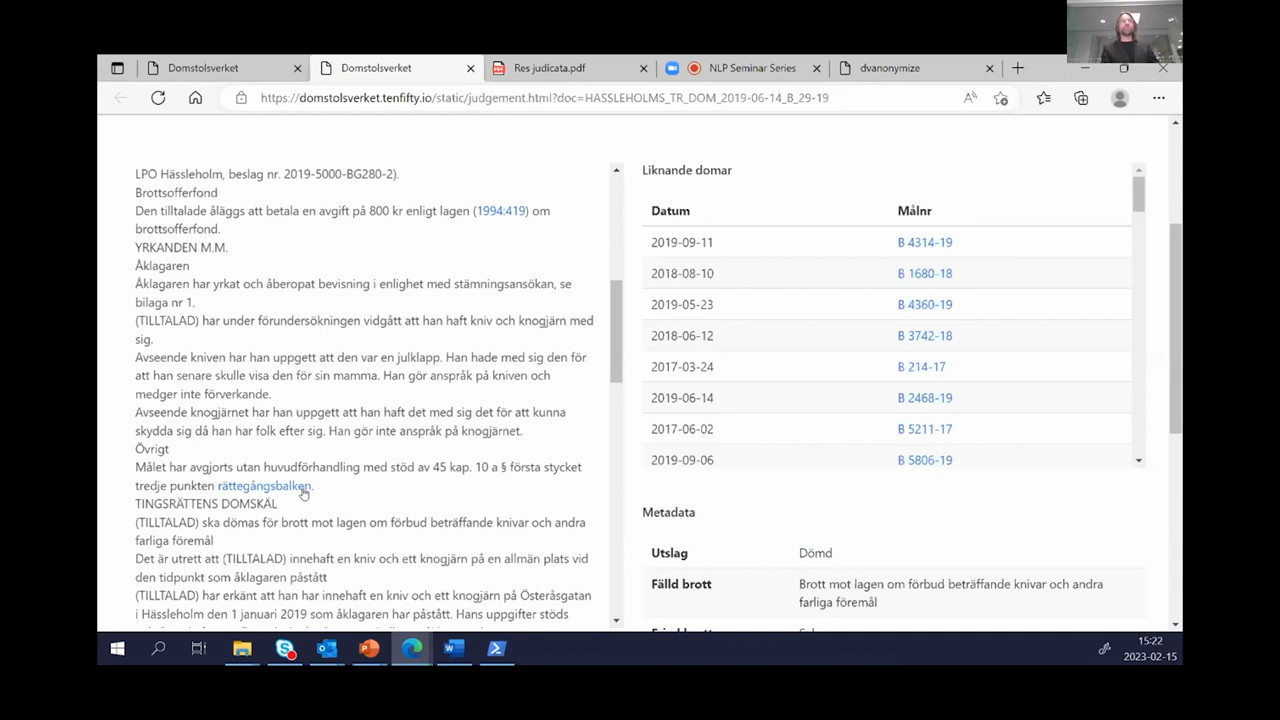 Domstolsverket
Domstolsverket
Res judicata.pdf
NLP Seminar Series
dvanonymize
https://domstolsverket.tenfifty.io/static/judgement.html?doc=HASSLEHOLMS_TR_DOM_2019-06-14_B_29-19
LPO Hässleholm, beslag nr. 2019-5000-BG280-2).
Brottsofferfond
Den tilltalade åläggs att betala en avgift på 800 kr enligt lagen (1994:419) om
brottsofferfond.
YRKANDEN M.M.
Åklagaren
Åklagaren har yrkat och åberopat bevisning i enlighet med stämningsansökan, se
bilaga nr 1.
(TILLTALAD) har under förundersökningen vidgått att han haft kniv och knogjärn med
sig.
Avseende kniven har han uppgett att den var en julklapp. Han hade med sig den för
att han senare skulle visa den för sin mamma. Han gör anspråk på kniven och
medger inte förverkande.
Avseende knogjärnet har han uppgett att han haft det med sig det för att kunna
skydda sig då han har folk efter sig. Han gör inte anspråk på knogjärnet.
Övrigt
Målet har avgjorts utan huvudförhandling med stöd av 45 kap. 10 a § första stycket
tredje punkten rättegångsbalken.
TINGSRÄTTENS DOMSKÄL
(TILLTALAD) ska dömas för brott mot lagen om förbud beträffande knivar och andra
farliga föremål
Det är utrett att (TILLTALAD) innehaft en kniv och ett knogjärn på en allmän plats vid
den tidpunkt som åklagaren påstått
(TILLTALAD) har erkänt att han har innehaft en kniv och ett knogjärn på Österåsgatan
i Hässleholm den 1 januari 2019 som åklagaren har påstått. Hans uppgifter stöds
Liknande domar
Datum Målnr
2019-09-11 B 4314-19
2018-08-10 B 1680-18
2019-05-23 B 4360-19
2018-06-12 B 3742-18
2017-03-24 B 214-17
2019-06-14 B 2468-19
2017-06-02 B 5211-17
2019-09-06 B 5806-19
Metadata
Utslag Dömd
Fälld brott Brott mot lagen om förbud beträffande knivar och andra
farliga föremål
15:22
2023-02-15